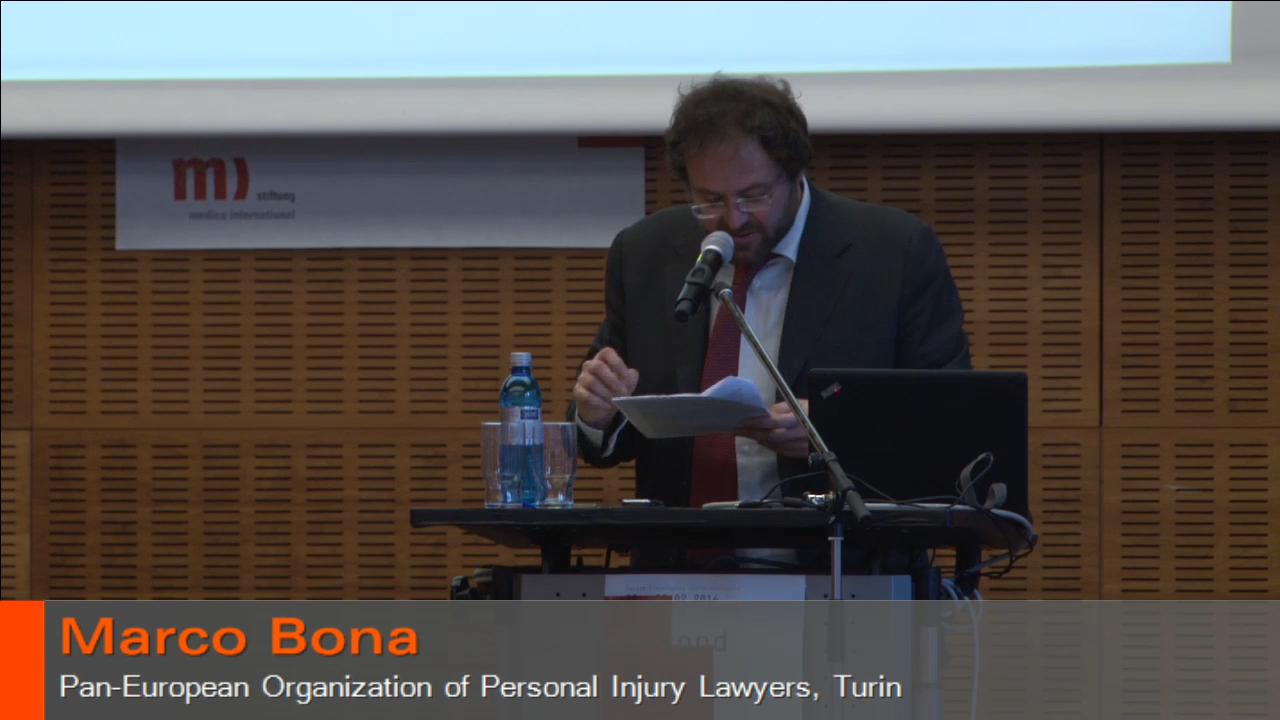 m)
stiftung
medico international
Marco Bona
Pan-European Organization of Personal Injury Lawyers, Turin